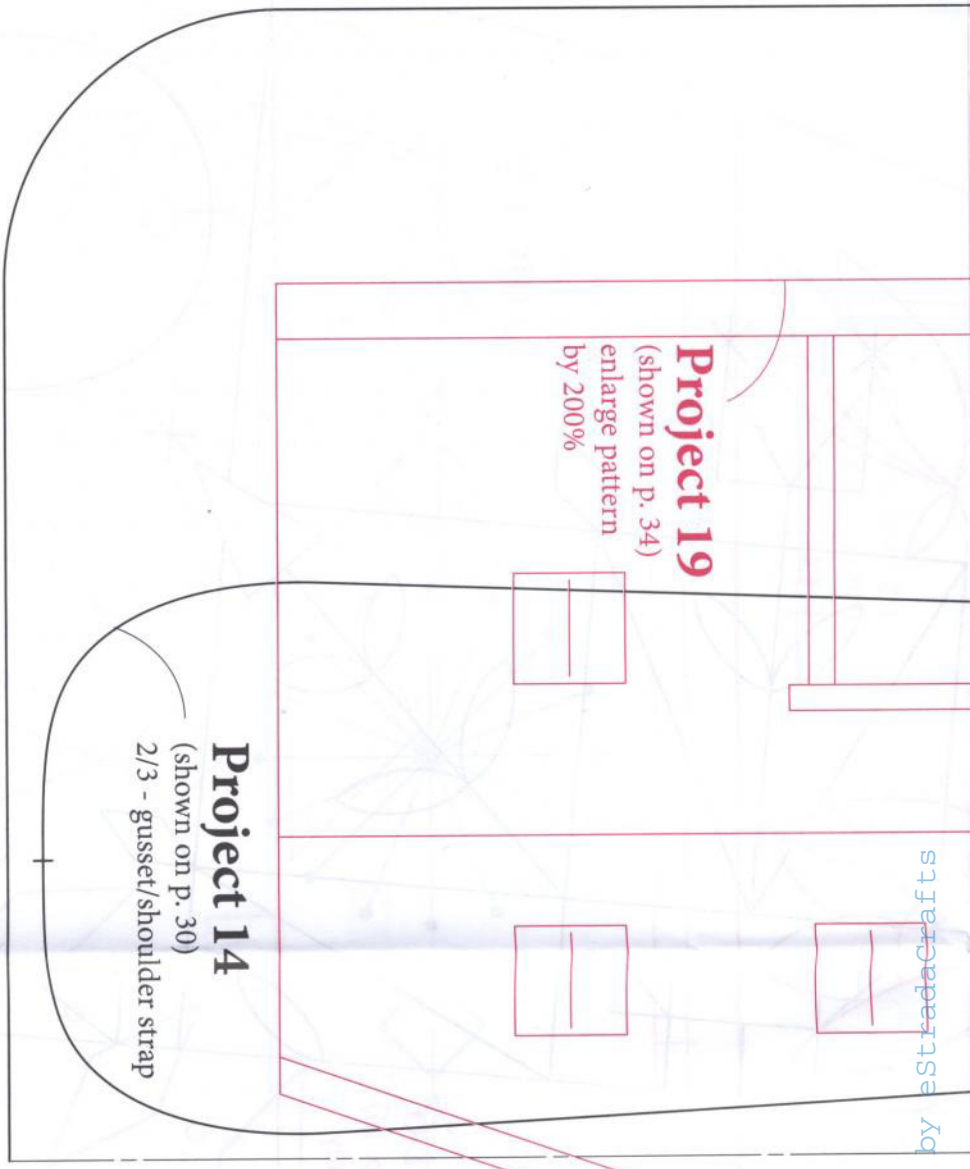 Project 19
(shown on p. 34)
enlarge pattern
by 200%
Project 14
(shown on p. 30)
2/3 - gusset/shoulder strap
by eStradaCrafts